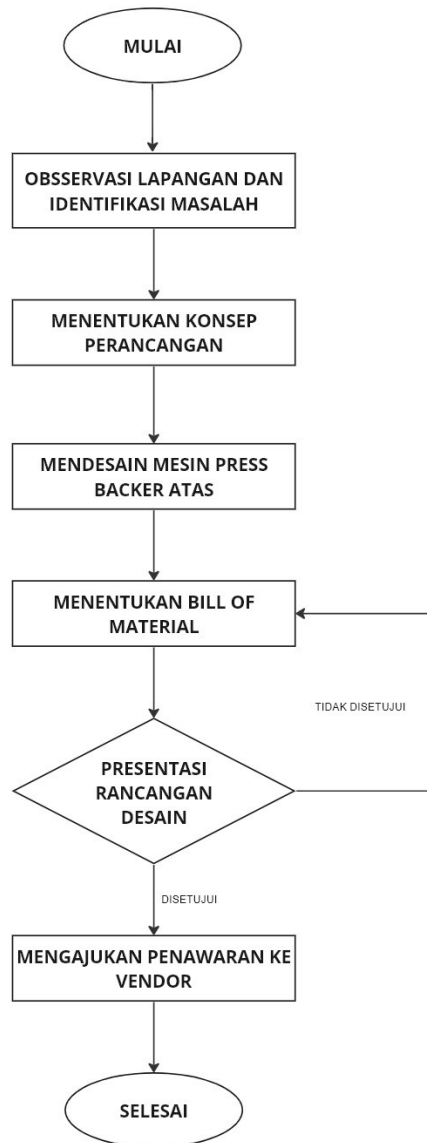 MULAI
OBSSERVASI LAPANGAN DAN
IDENTIFIKASI MASALAH
MENENTUKAN KONSEP
PERANCANGAN
MENDESAIN MESIN PRESS
BACKER ATAS
MENENTUKAN BILL OF
MATERIAL
TIDAK DISETUJUI
PRESENTASI
RANCANGAN
DESAIN
DISETUJUI
MENGAJUKAN PENAWARAN KE
VENDOR
SELESAI